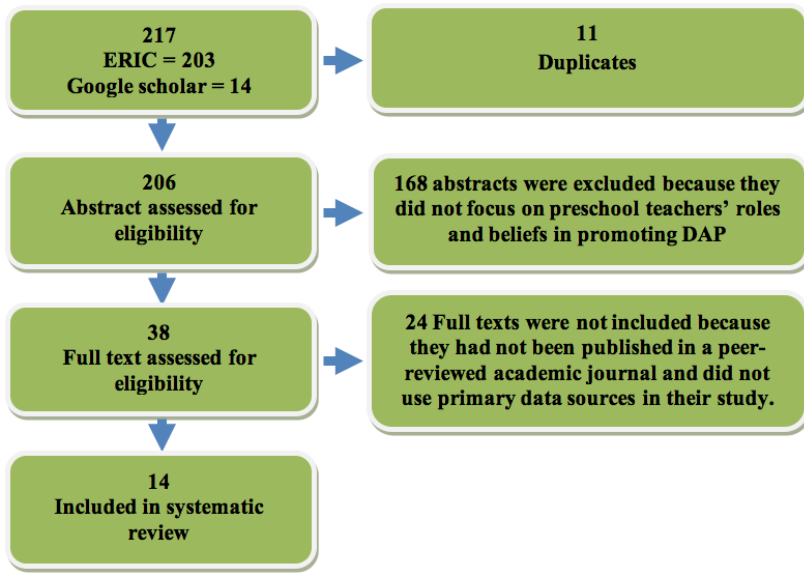 217
ERIC = 203
Google scholar = 14
11
Duplicates
206
Abstract assessed for
eligibility
168 abstracts were excluded because they
did not focus on preschool teachers’ roles
and beliefs in promoting DAP
38
Full text assessed for
eligibility
24 Full texts were not included because
they had not been published in a peer-
reviewed academic journal and did not
use primary data sources in their study.
14
Included in systematic
review